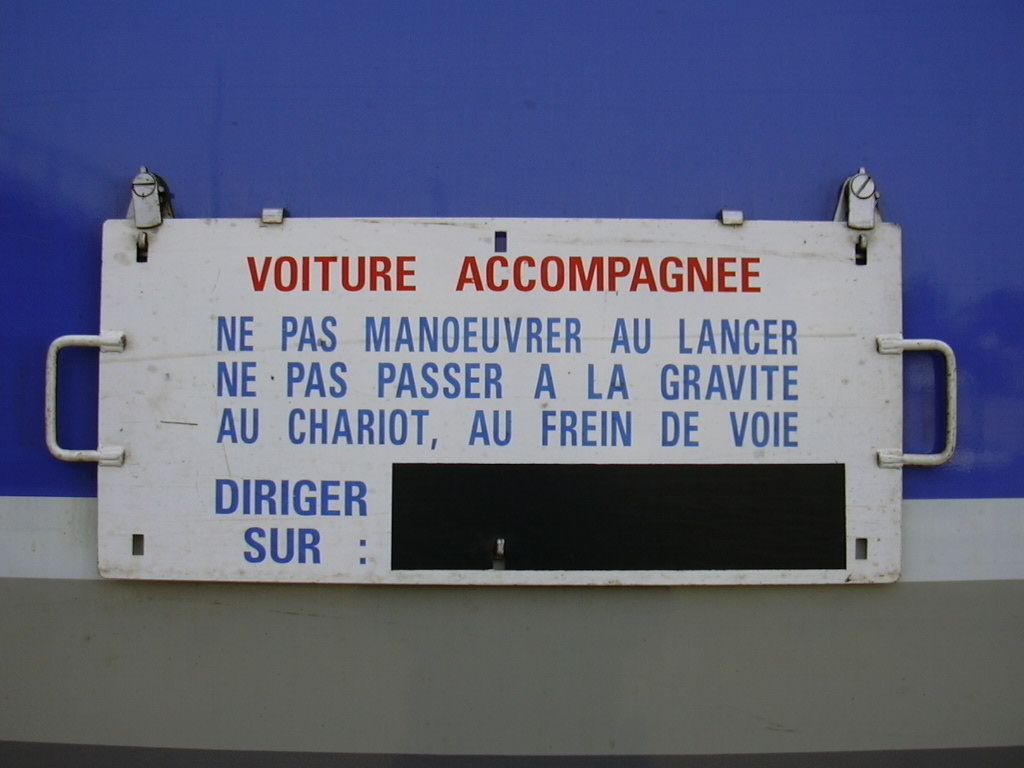 VOITURE ACCOMPAGNEE
NE PAS MANOEUVRER AU LANCER
NE PAS PASSER A LA GRAVITE
AU CHARIOT, AU FREIN DE VOIE
DIRIGER
SUR :